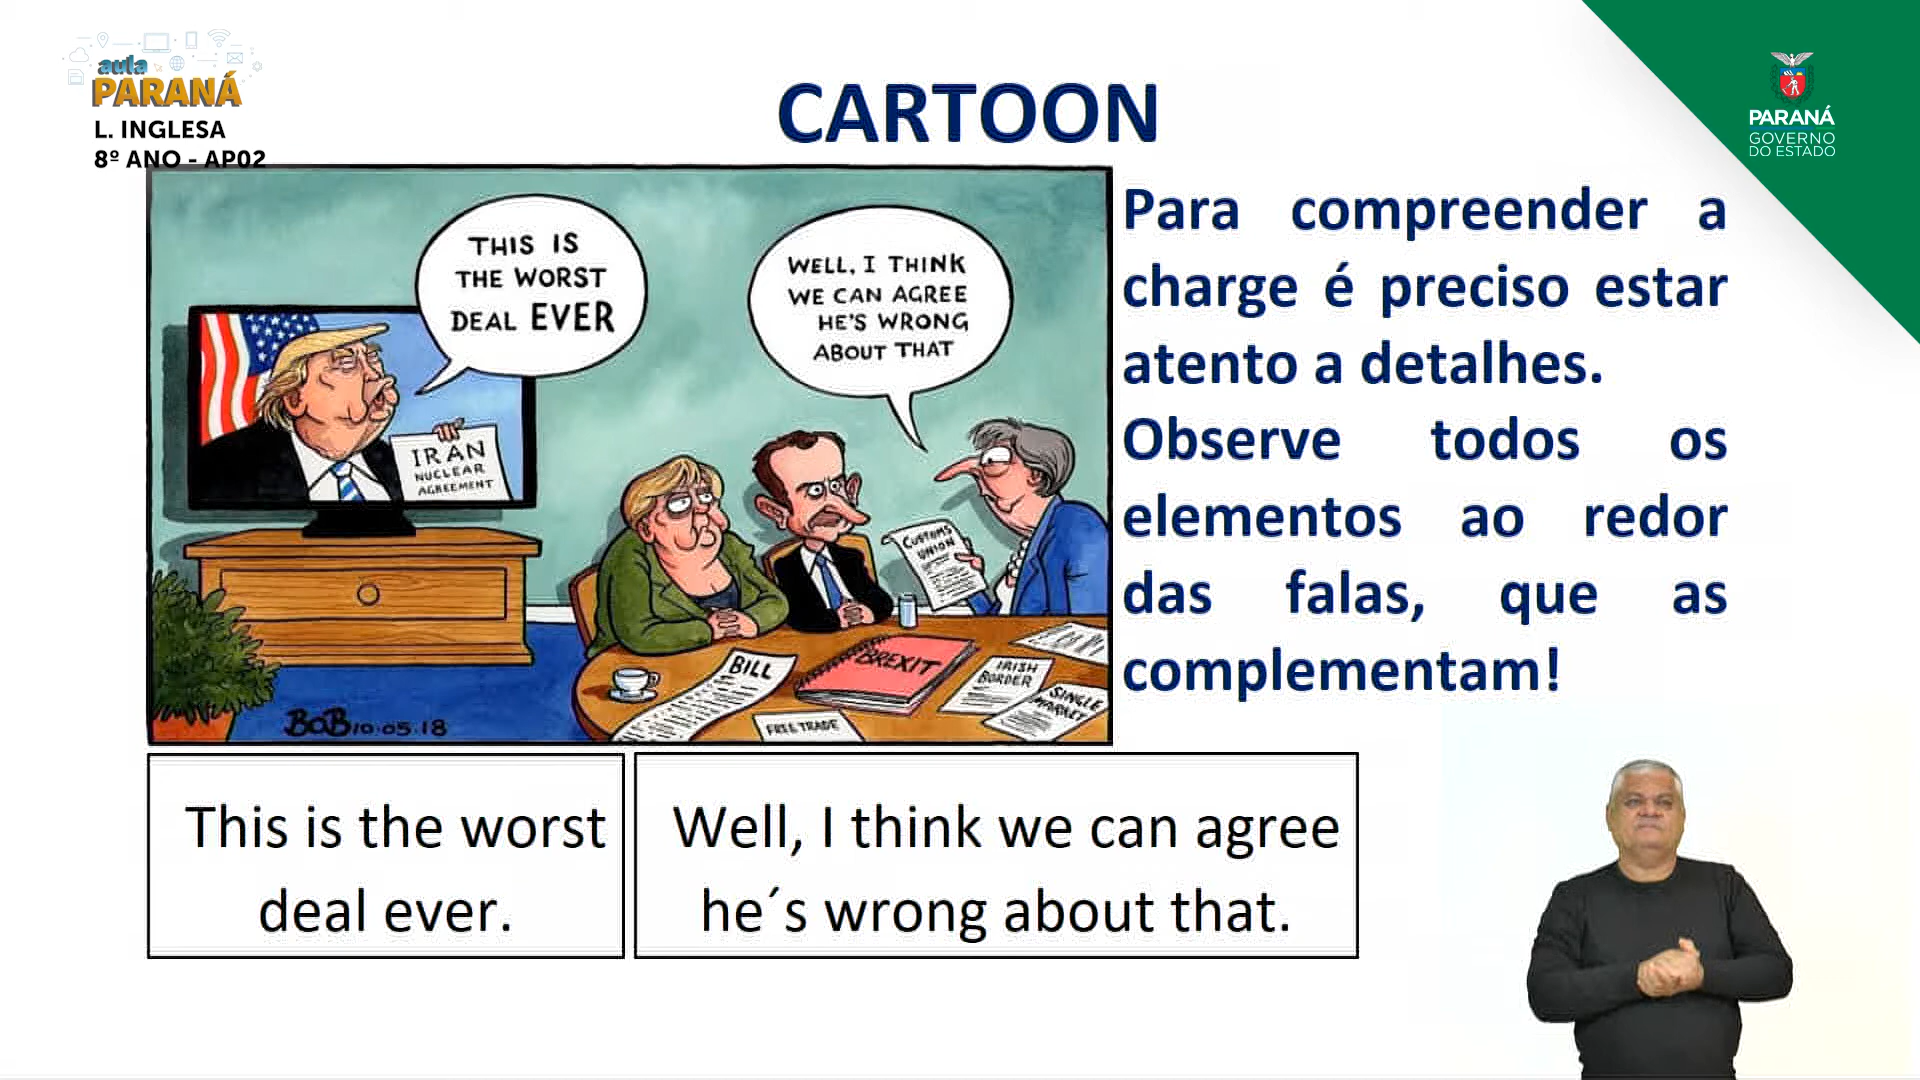 aula
PARANÁ
L. INGLESA
8º ANO - AP02
CARTOON
PARANÁ
GOVERNO
DO ESTADO
THIS IS
THE WORST
DEAL EVER
WELL, I THINK
WE CAN AGREE
HE'S WRONG
ABOUT THAT
IRAN
NUCLEAR
AGREEMENT
CUSTOMS
UNION
BILL
BREXIT
IRISH
BORDER
SINGLE
MARKET
FREE TRADE
BOB 10.05.18
Para compreender a
charge é preciso estar
atento a detalhes.
Observe todos os
elementos ao redor
das falas, que as
complementam!
This is the worst
deal ever.
Well, I think we can agree
he´s wrong about that.